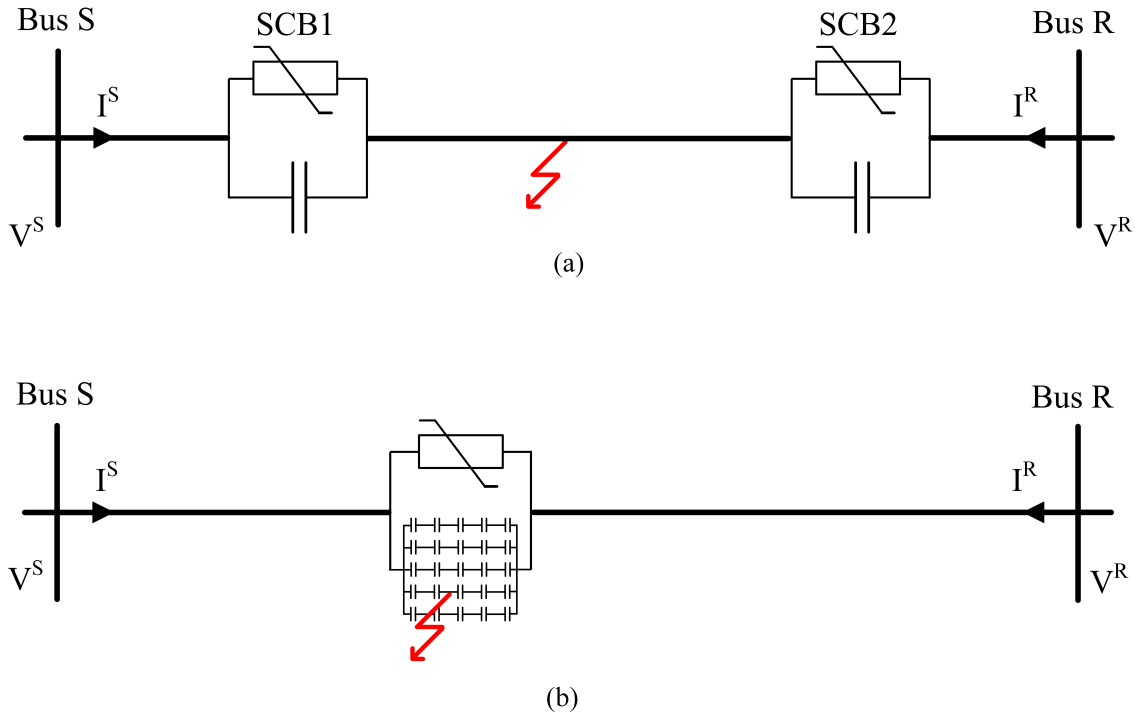 Bus S
SCB1
SCB2
Bus R
I^S
I^R
V^S
V^R
(a)
Bus S
Bus R
I^S
I^R
V^S
V^R
(b)